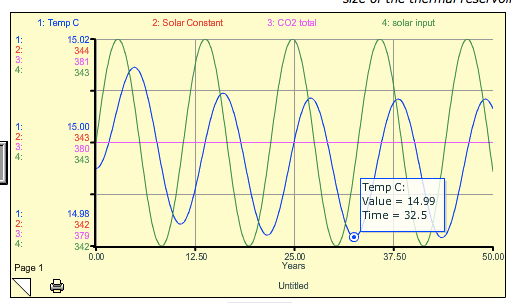 size of the thermal reservoir
1: Temp C 2: Solar Constant 3: CO2 total 4: solar input
1: 15.02
2: 344
3: 381
4: 343
1: 15.00
2: 343
3: 380
4: 343
1: 14.98
2: 342
3: 379
4: 342
Temp C:
Value = 14.99
Time = 32.5
0.00 12.50 25.00 37.50 50.00
Page 1 Years
Untitled